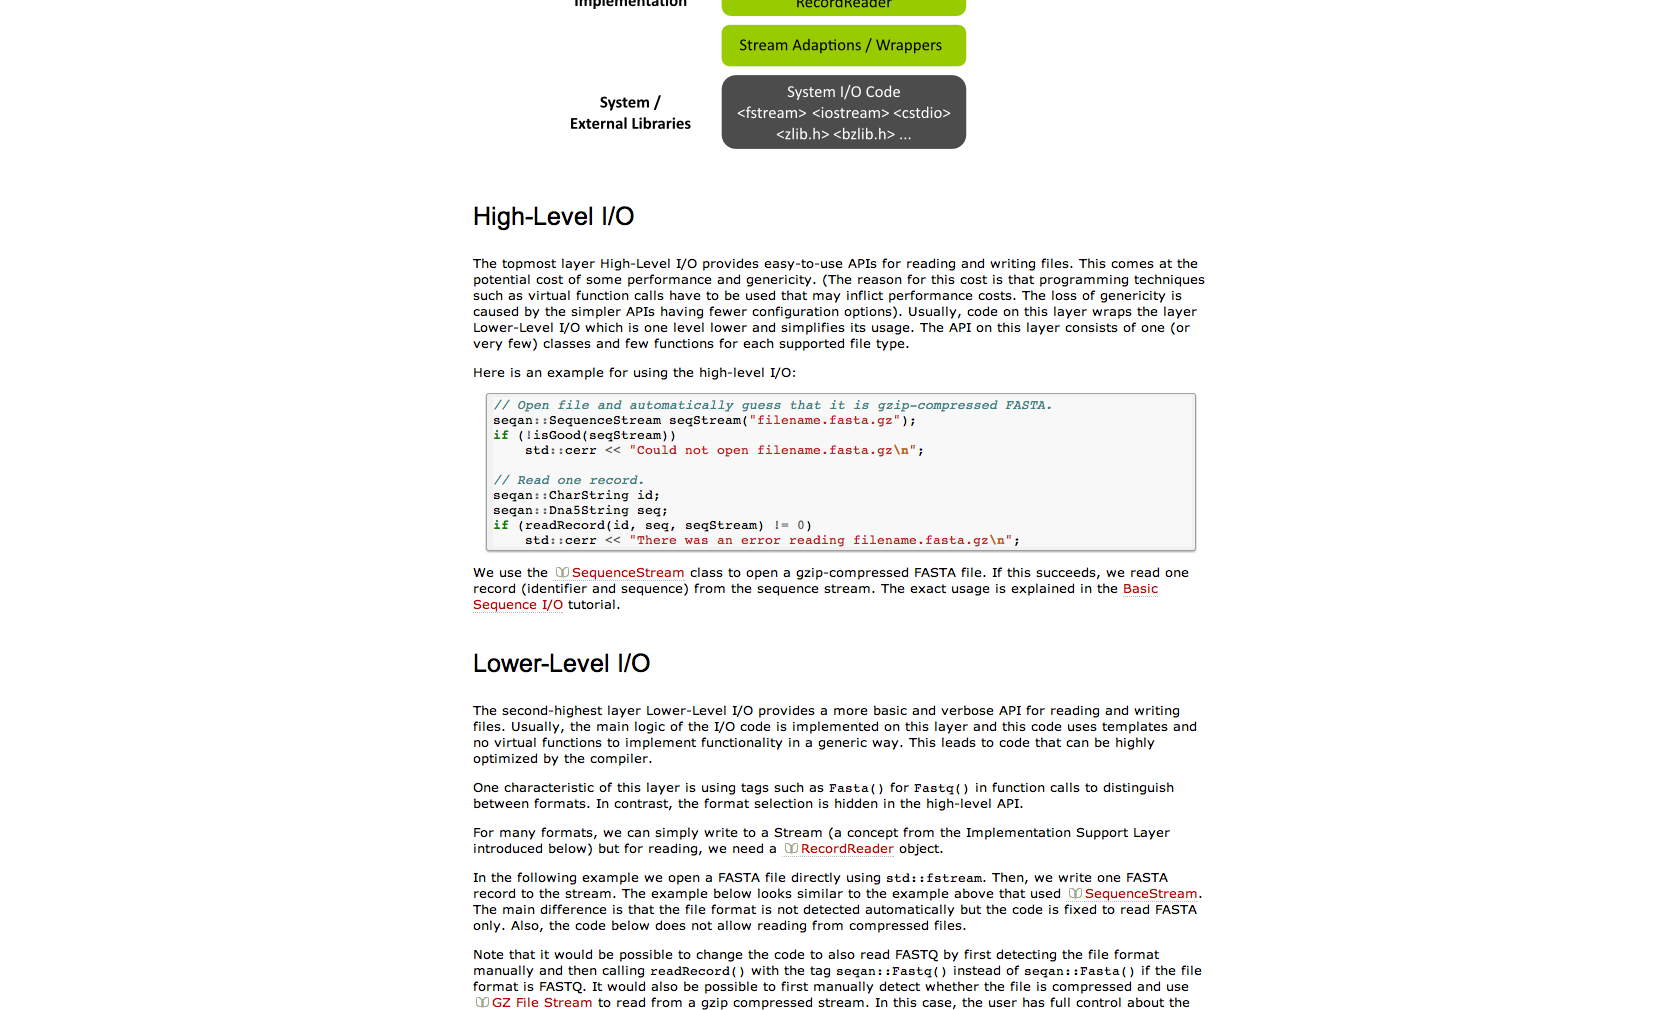 Implementation
RecordReader
Stream Adaptions / Wrappers
System /
External Libraries
System I/O Code
<fstream> <iostream> <cstdio>
<zlib.h> <bzlib.h> ...
High-Level I/O
The topmost layer High-Level I/O provides easy-to-use APIs for reading and writing files. This comes at the
potential cost of some performance and genericity. (The reason for this cost is that programming techniques
such as virtual function calls have to be used that may inflict performance costs. The loss of genericity is
caused by the simpler APIs having fewer configuration options). Usually, code on this layer wraps the layer
Lower-Level I/O which is one level lower and simplifies its usage. The API on this layer consists of one (or
very few) classes and few functions for each supported file type.
Here is an example for using the high-level I/O:
// Open file and automatically guess that it is gzip-compressed FASTA.
seqan::SequenceStream seqStream("filename.fasta.gz");
if (!isGood(seqStream))
    std::cerr << "Could not open filename.fasta.gz\n";
// Read one record.
seqan::CharString id;
seqan::Dna5String seq;
if (readRecord(id, seq, seqStream) != 0)
    std::cerr << "There was an error reading filename.fasta.gz\n";
We use the SequenceStream class to open a gzip-compressed FASTA file. If this succeeds, we read one
record (identifier and sequence) from the sequence stream. The exact usage is explained in the Basic
Sequence I/O tutorial.
Lower-Level I/O
The second-highest layer Lower-Level I/O provides a more basic and verbose API for reading and writing
files. Usually, the main logic of the I/O code is implemented on this layer and this code uses templates and
no virtual functions to implement functionality in a generic way. This leads to code that can be highly
optimized by the compiler.
One characteristic of this layer is using tags such as Fasta() for Fastq() in function calls to distinguish
between formats. In contrast, the format selection is hidden in the high-level API.
For many formats, we can simply write to a Stream (a concept from the Implementation Support Layer
introduced below) but for reading, we need a RecordReader object.
In the following example we open a FASTA file directly using std::fstream. Then, we write one FASTA
record to the stream. The example below looks similar to the example above that used SequenceStream.
The main difference is that the file format is not detected automatically but the code is fixed to read FASTA
only. Also, the code below does not allow reading from compressed files.
Note that it would be possible to change the code to also read FASTQ by first detecting the file format
manually and then calling readRecord() with the tag seqan::Fastq() instead of seqan::Fasta() if the file
format is FASTQ. It would also be possible to first manually detect whether the file is compressed and use
GZ File Stream to read from a gzip compressed stream. In this case, the user has full control about the